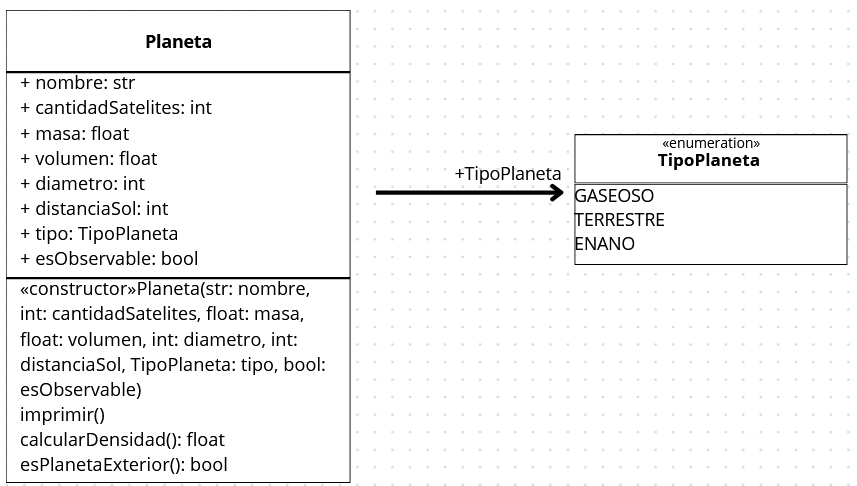 Planeta
+ nombre: str
+ cantidadSatelites: int
+ masa: float
+ volumen: float
+ diametro: int
+ distanciaSol: int
+ tipo: TipoPlaneta
+ esObservable: bool
«constructor»Planeta(str: nombre,
int: cantidadSatelites, float: masa,
float: volumen, int: diametro, int:
distanciaSol, TipoPlaneta: tipo, bool:
esObservable)
imprimir()
calcularDensidad(): float
esPlanetaExterior(): bool
+TipoPlaneta
«enumeration»
TipoPlaneta
GASEOSO
TERRESTRE
ENANO